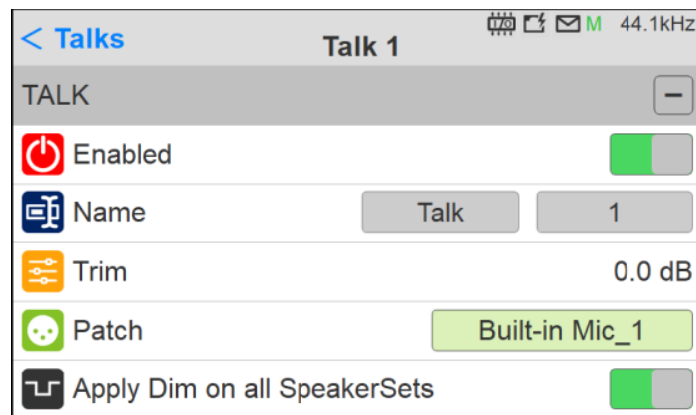 < Talks
Talk 1
I/O M 44.1kHz
TALK
Enabled
Name Talk 1
Trim 0.0 dB
Patch Built-in Mic_1
Apply Dim on all SpeakerSets